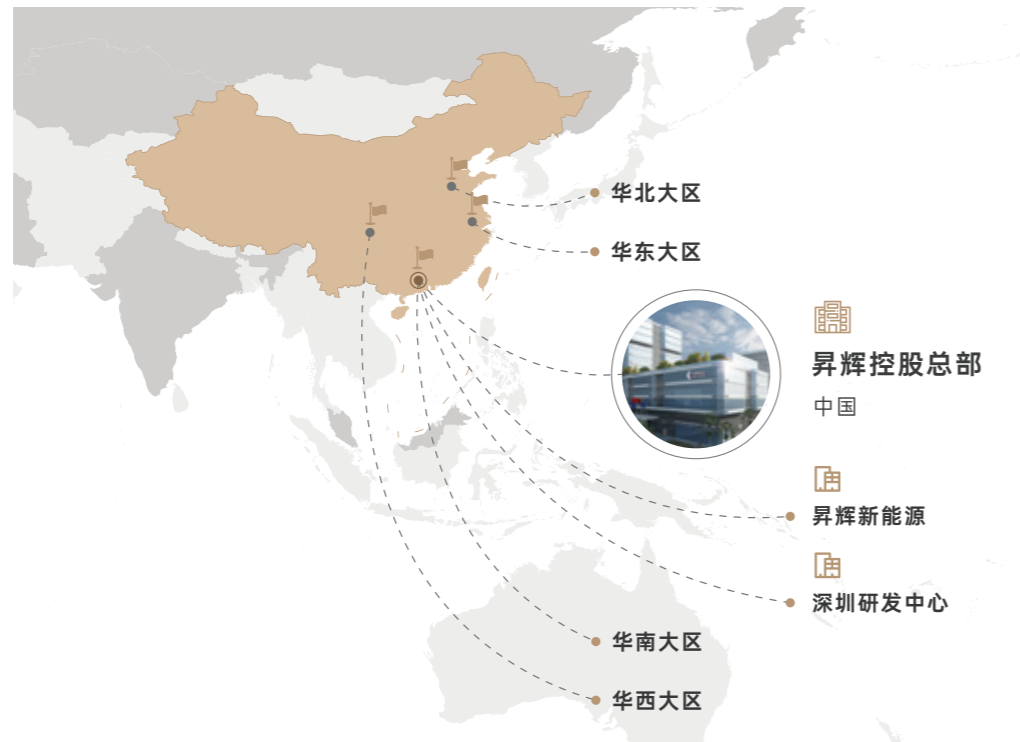 华北大区
华东大区
昇辉控股总部
中国
昇辉新能源
深圳研发中心
华南大区
华西大区